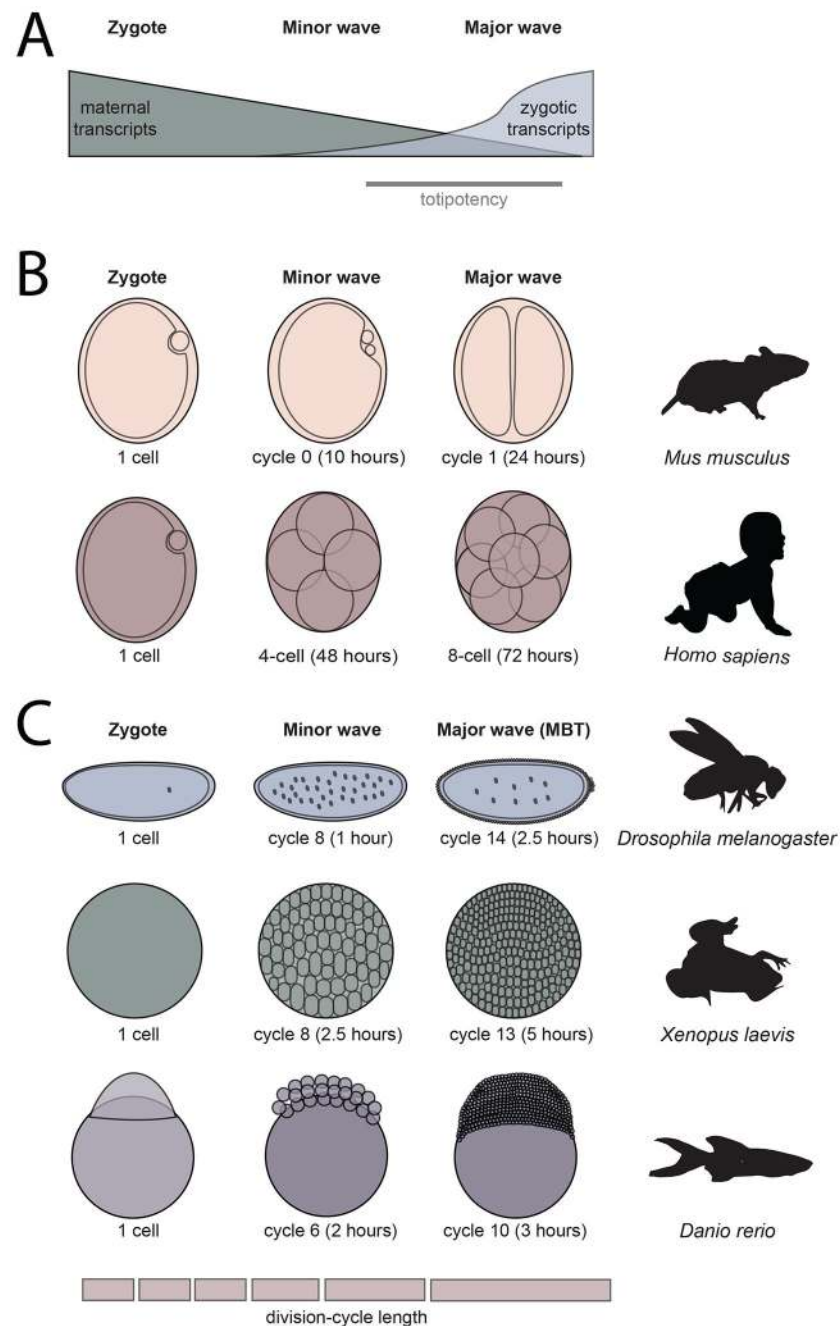 A
Zygote Minor wave Major wave
maternal
transcripts
zygotic
transcripts
totipotency
B
Zygote Minor wave Major wave
1 cell cycle 0 (10 hours) cycle 1 (24 hours) Mus musculus
1 cell 4-cell (48 hours) 8-cell (72 hours) Homo sapiens
C
Zygote Minor wave Major wave (MBT)
1 cell cycle 8 (1 hour) cycle 14 (2.5 hours) Drosophila melanogaster
1 cell cycle 8 (2.5 hours) cycle 13 (5 hours) Xenopus laevis
1 cell cycle 6 (2 hours) cycle 10 (3 hours) Danio rerio
division-cycle length